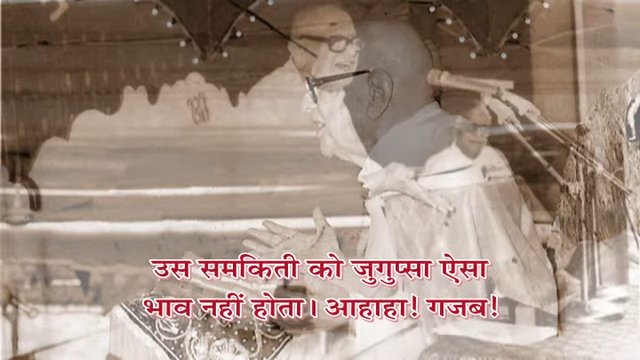 उस समकिती को जुगुप्सा ऐसा
भाव नहीं होता। आहाहा! गजब!